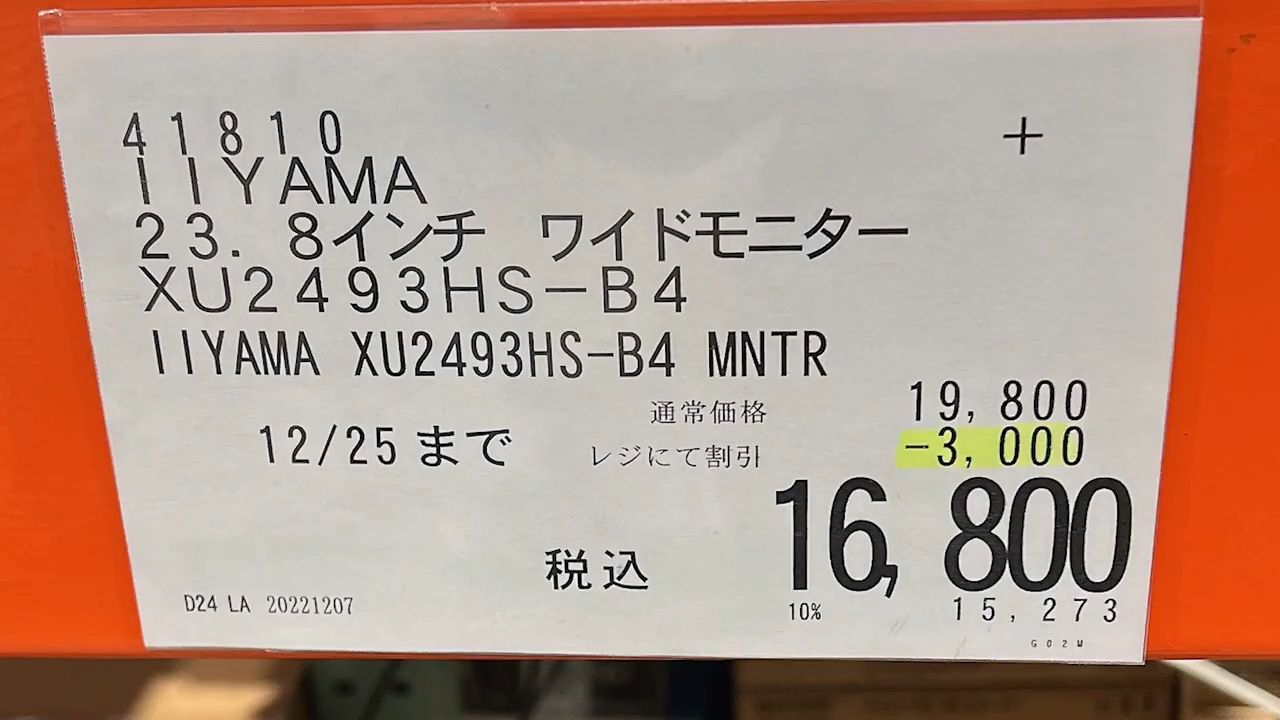 41810
+
IIYAMA
23.8インチ ワイドモニター
XU2493HS-B4
IIYAMA XU2493HS-B4 MNTR
通常価格 19,800
12/25まで レジにて割引 -3,000
税込 16,800
10% 15,273
D24 LA 20221207
G02W